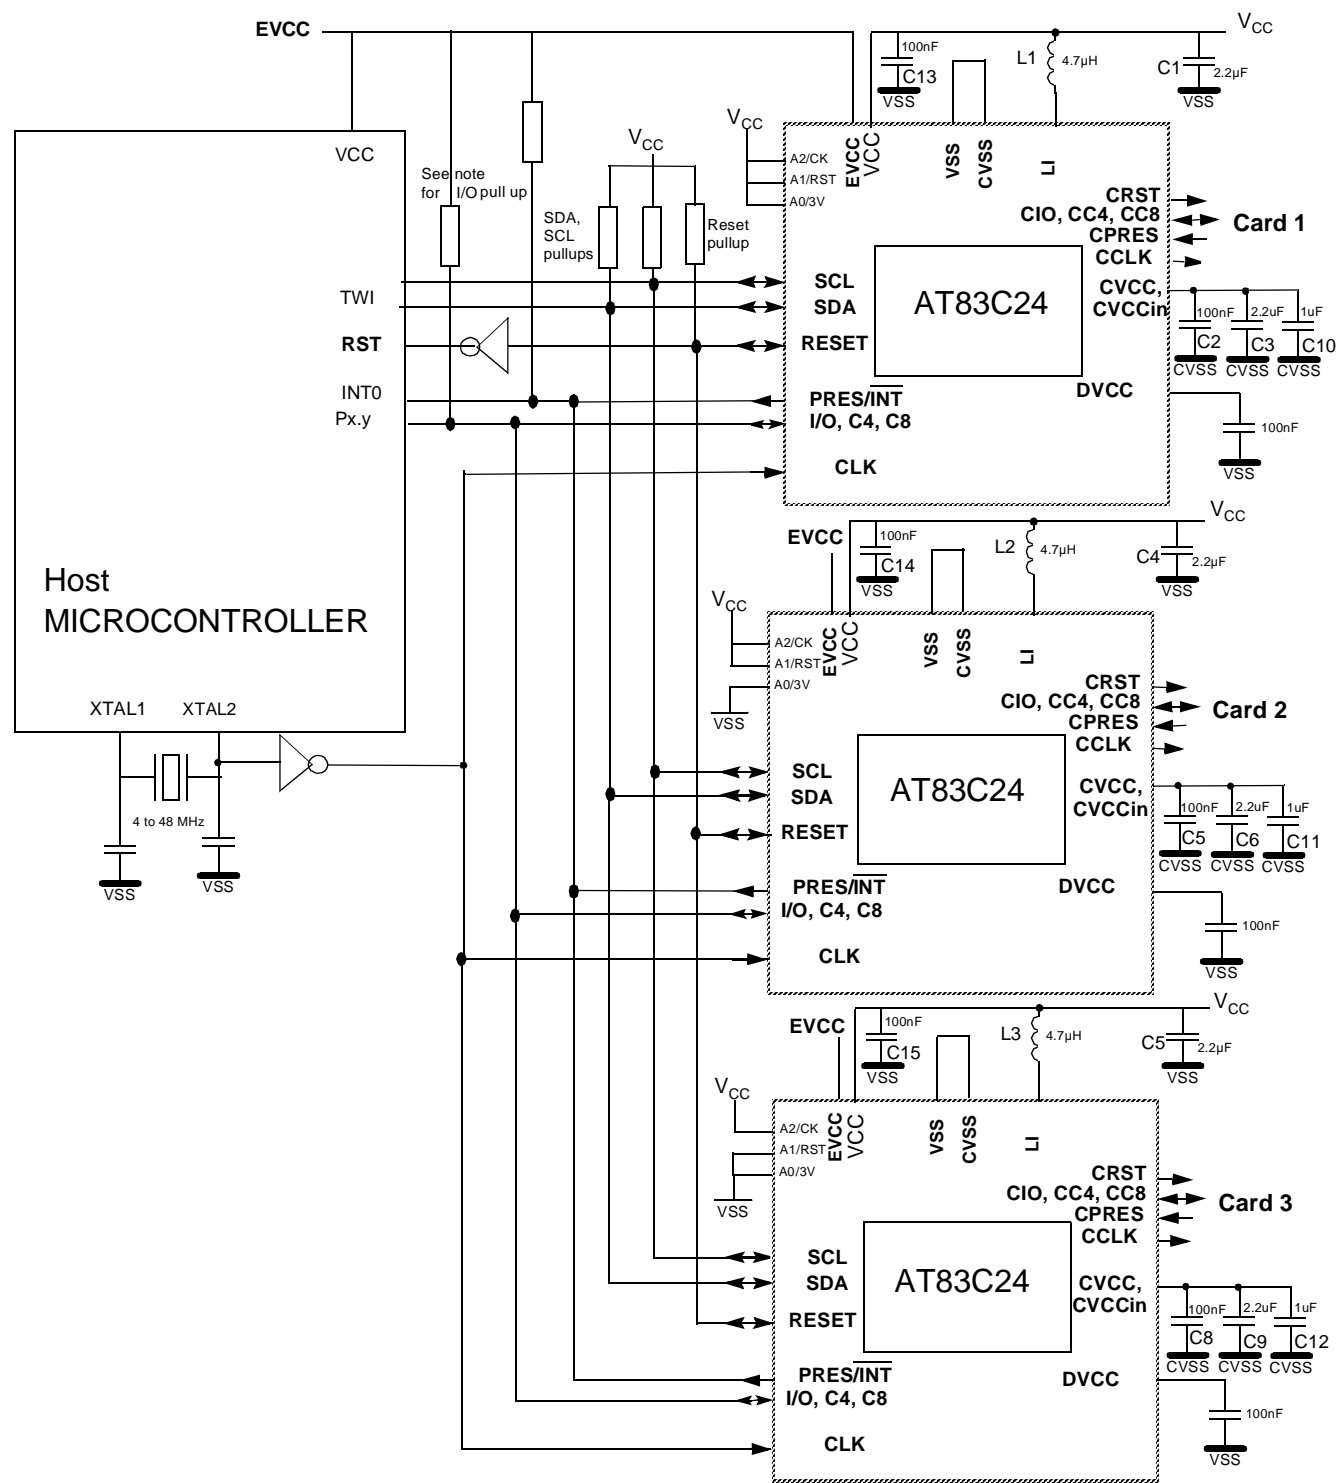 EVCC
VCC
100nF
C13
VSS
L1
4.7µH
C1
2.2µF
VSS
VCC
See note
for I/O pull up
VCC
SDA,
SCL
pullups
Reset
pullup
VCC
A2/CK
A1/RST
A0/3V
EVCC
VCC
VSS
CVSS
LI
CRST
CIO, CC4, CC8
CPRES
CCLK
Card 1
TWI
RST
INT0
Px.y
SCL
SDA
RESET
PRES/INT
I/O, C4, C8
CLK
AT83C24
CVCC,
CVCCin
DVCC
100nF
C2
CVSS
2.2uF
C3
CVSS
1uF
C10
CVSS
100nF
VSS
Host
MICROCONTROLLER
XTAL1
XTAL2
4 to 48 MHz
VSS
VSS
EVCC
VCC
100nF
C14
VSS
L2
4.7µH
C4
2.2µF
VSS
VCC
A2/CK
A1/RST
A0/3V
VSS
EVCC
VCC
VSS
CVSS
LI
CRST
CIO, CC4, CC8
CPRES
CCLK
Card 2
SCL
SDA
RESET
PRES/INT
I/O, C4, C8
CLK
AT83C24
CVCC,
CVCCin
DVCC
100nF
C5
CVSS
2.2uF
C6
CVSS
1uF
C11
CVSS
100nF
VSS
EVCC
VCC
100nF
C15
VSS
L3
4.7µH
C5
2.2µF
VSS
VCC
A2/CK
A1/RST
A0/3V
VSS
EVCC
VCC
VSS
CVSS
LI
CRST
CIO, CC4, CC8
CPRES
CCLK
Card 3
SCL
SDA
RESET
PRES/INT
I/O, C4, C8
CLK
AT83C24
CVCC,
CVCCin
DVCC
100nF
C8
CVSS
2.2uF
C9
CVSS
1uF
C12
CVSS
100nF
VSS